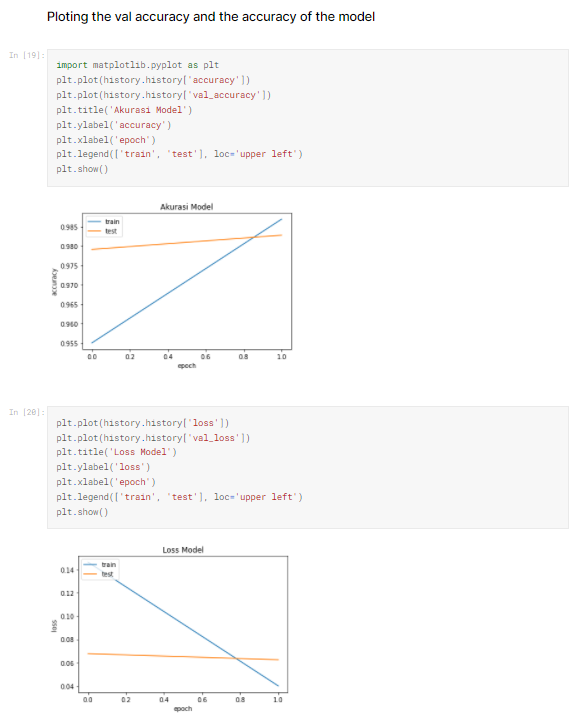 Ploting the val accuracy and the accuracy of the model
In [19]:
import matplotlib.pyplot as plt
plt.plot(history.history['accuracy'])
plt.plot(history.history['val_accuracy'])
plt.title('Akurasi Model')
plt.ylabel('accuracy')
plt.xlabel('epoch')
plt.legend(['train', 'test'], loc='upper left')
plt.show()
Akurasi Model
train
test
0.985
0.980
0.975
0.970
0.965
0.960
0.955
accuracy
0.0 0.2 0.4 0.6 0.8 1.0
epoch
In [20]:
plt.plot(history.history['loss'])
plt.plot(history.history['val_loss'])
plt.title('Loss Model')
plt.ylabel('loss')
plt.xlabel('epoch')
plt.legend(['train', 'test'], loc='upper left')
plt.show()
Loss Model
train
test
0.14
0.12
0.10
0.08
0.06
0.04
loss
0.0 0.2 0.4 0.6 0.8 1.0
epoch